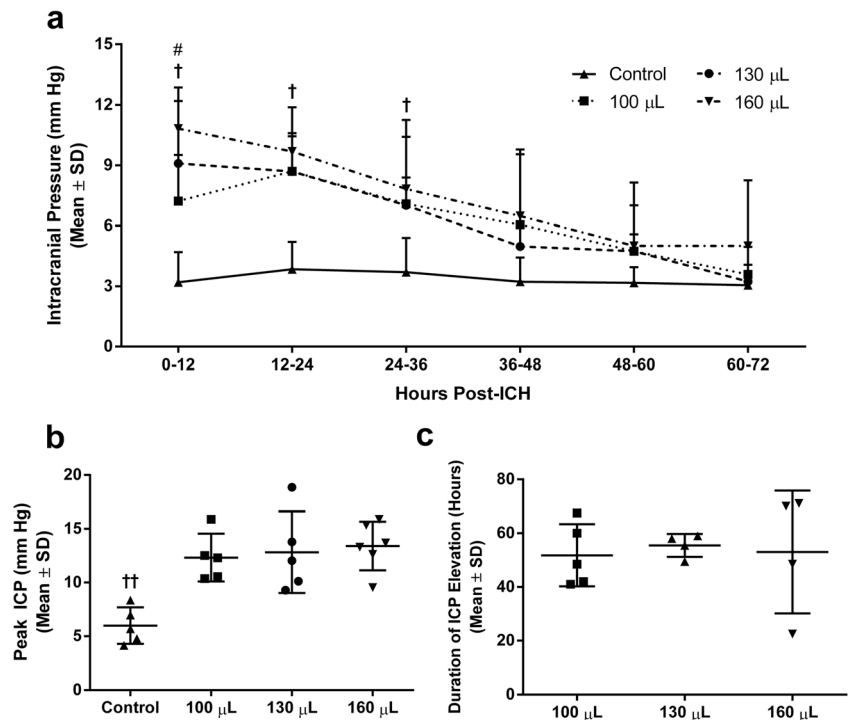 a
Intracranial Pressure (mm Hg)
(Mean ± SD)
15
12
9
6
3
0
#
†
†
†
Control
130 μL
100 μL
160 μL
0-12
12-24
24-36
36-48
48-60
60-72
Hours Post-ICH
b
Peak ICP (mm Hg)
(Mean ± SD)
20
15
10
5
0
††
Control
100 μL
130 μL
160 μL
c
Duration of ICP Elevation (Hours)
(Mean ± SD)
80
60
40
20
0
100 μL
130 μL
160 μL